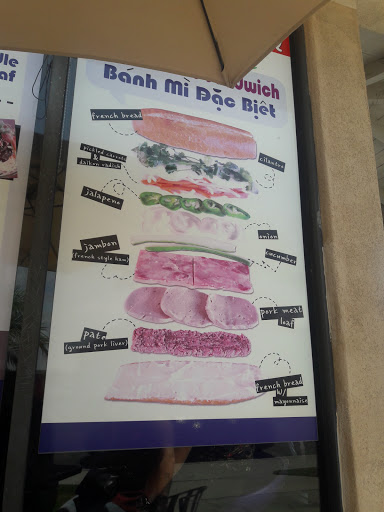 Bánh Mì Đặc Biệt
french bread
cilantro
pickled carrots
&
daikon radish
jalapeno
onion
cucumber
jambon
(french style ham)
pork meat
loaf
pate
(ground pork liver)
french bread
w/
mayonnaise